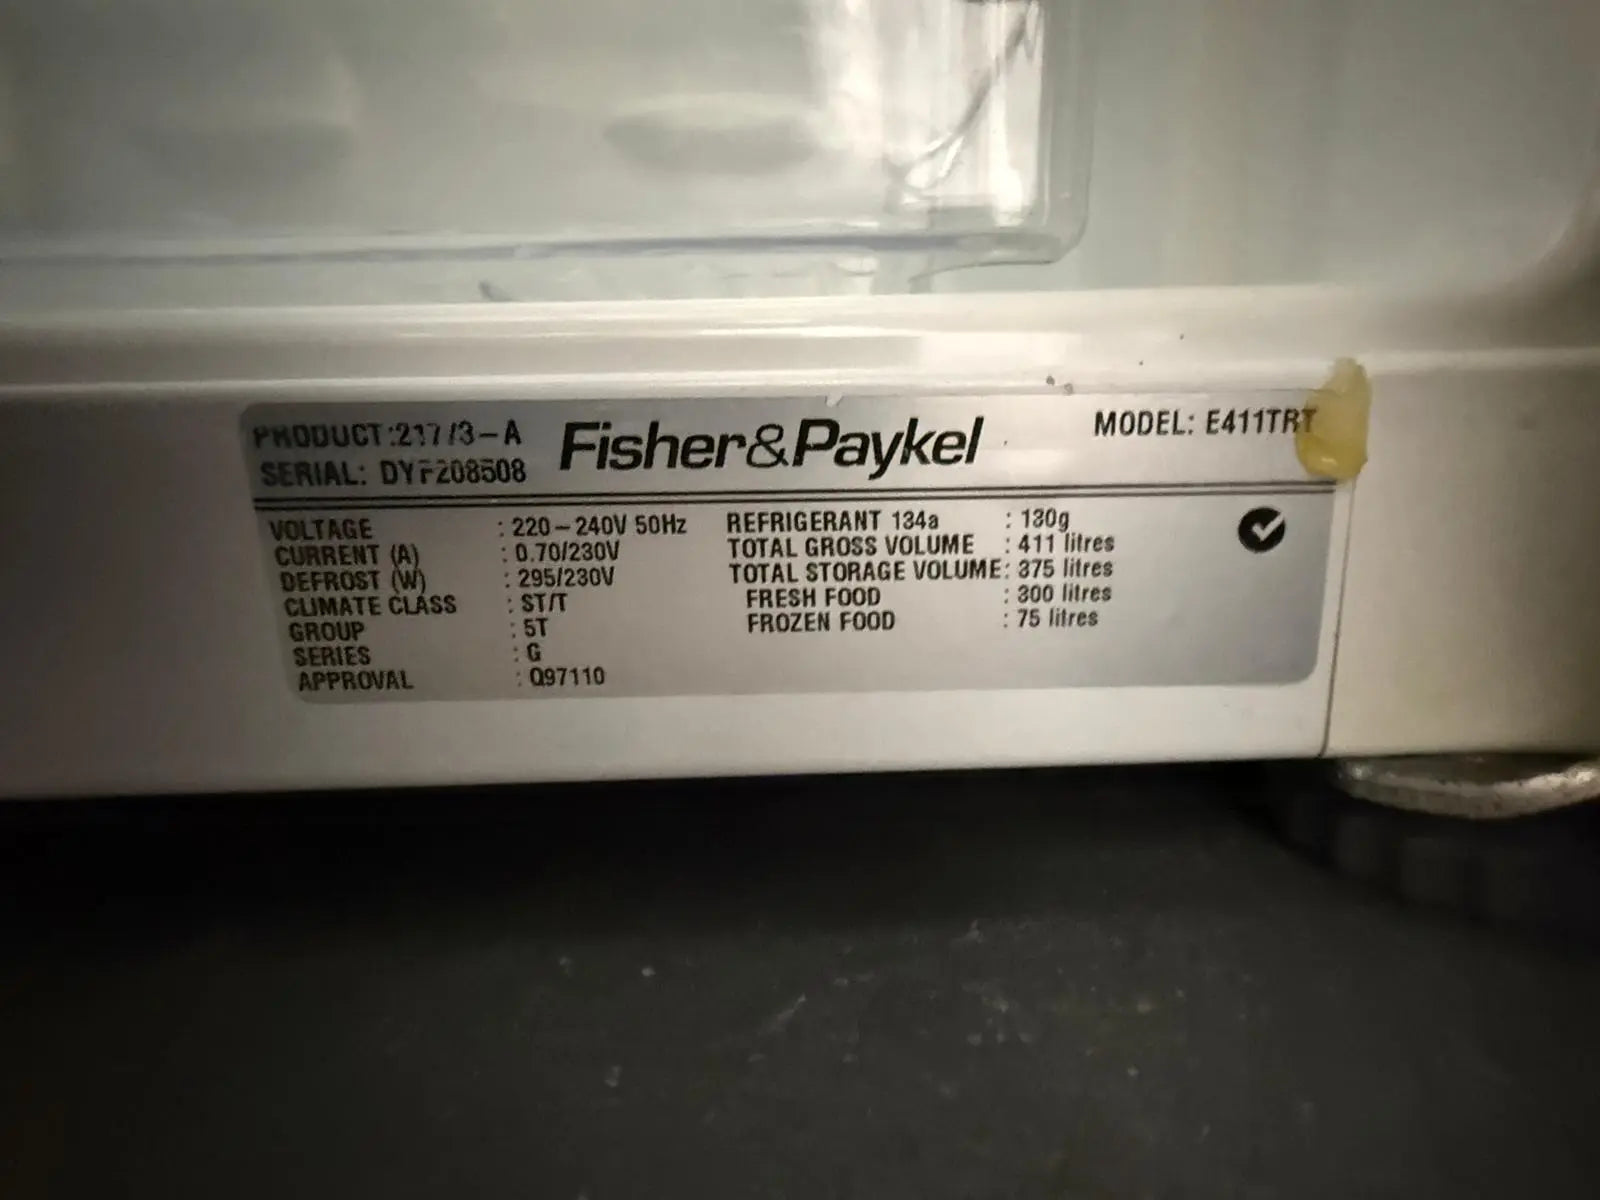 PRODUCT :21773-A
SERIAL: DYF208508
Fisher&Paykel
MODEL: E411TRT
VOLTAGE : 220-240V 50Hz
CURRENT (A) : 0.70/230V
DEFROST (W) : 295/230V
CLIMATE CLASS : ST/T
GROUP : 5T
SERIES : G
APPROVAL : Q97110
REFRIGERANT 134a : 130g
TOTAL GROSS VOLUME : 411 litres
TOTAL STORAGE VOLUME: 375 litres
FRESH FOOD : 300 litres
FROZEN FOOD : 75 litres